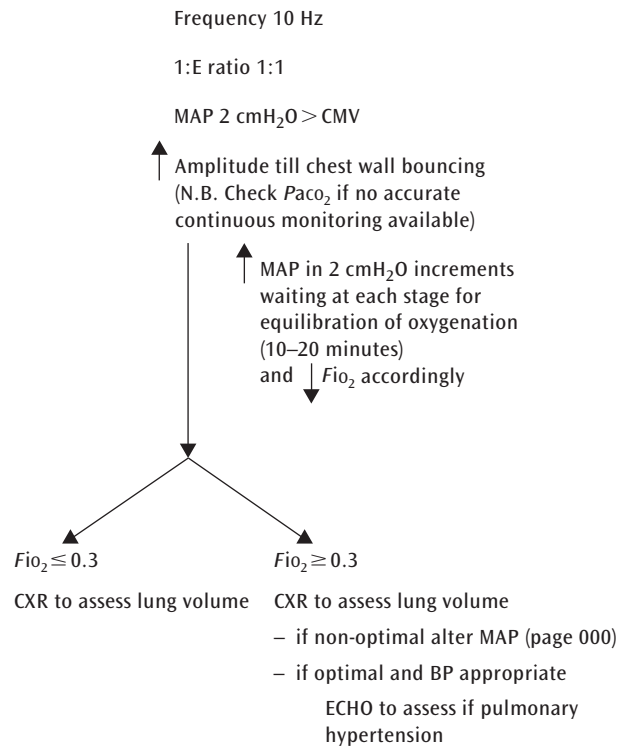 Frequency 10 Hz
1:E ratio 1:1
MAP 2 cmH₂O > CMV
↑ Amplitude till chest wall bouncing
(N.B. Check Paco₂ if no accurate
continuous monitoring available)
↑ MAP in 2 cmH₂O increments
waiting at each stage for
equilibration of oxygenation
(10–20 minutes)
and ↓ Fio₂ accordingly
Fio₂ ≤ 0.3
CXR to assess lung volume
Fio₂ ≥ 0.3
CXR to assess lung volume
– if non-optimal alter MAP (page 000)
– if optimal and BP appropriate
ECHO to assess if pulmonary
hypertension